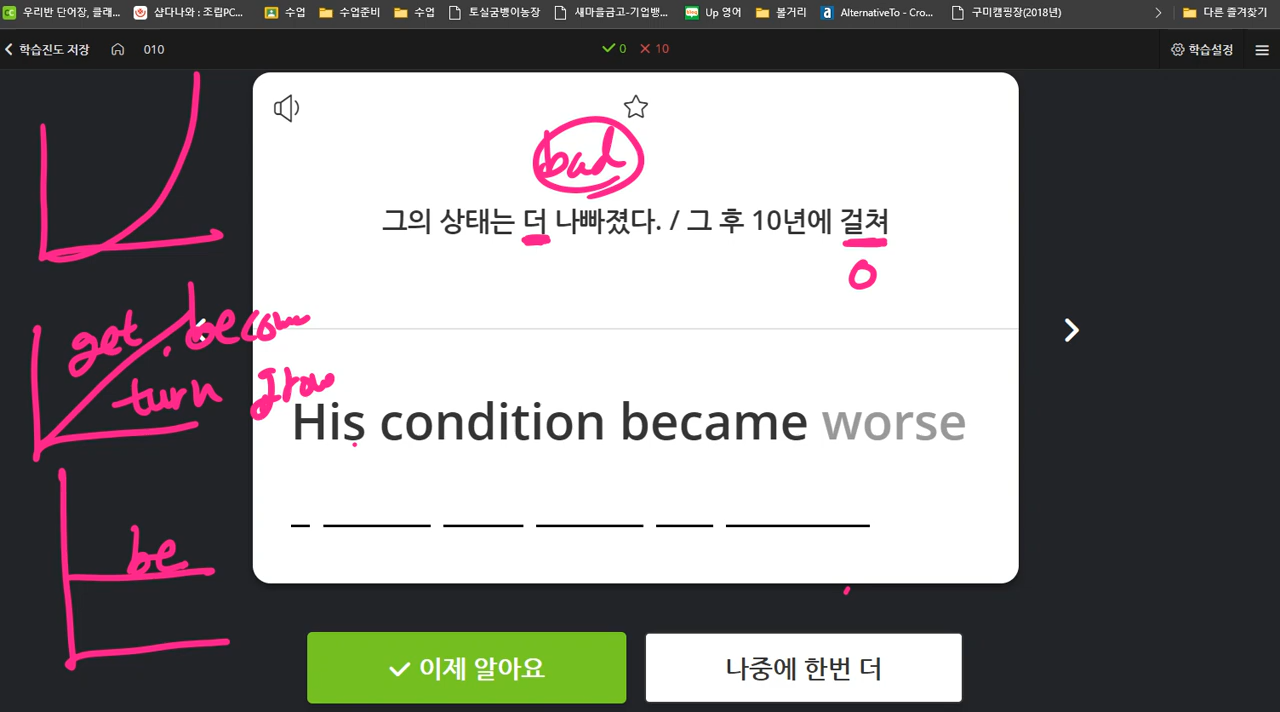 우리반 단어장, 클래... 샵다나와 : 조립PC... 수업 수업준비 수업 토실궁뱅이농장 새마을금고-기업뱅... Up 영어 볼거리 AlternativeTo - Cro... 구미캠핑장(2018년) 다른 즐겨찾기
학습진도 저장 010 0 10 학습설정
bad
그의 상태는 더 나빠졌다. / 그 후 10년에 걸쳐
get become
turn grow
His condition became worse
be
이제 알아요 나중에 한번 더